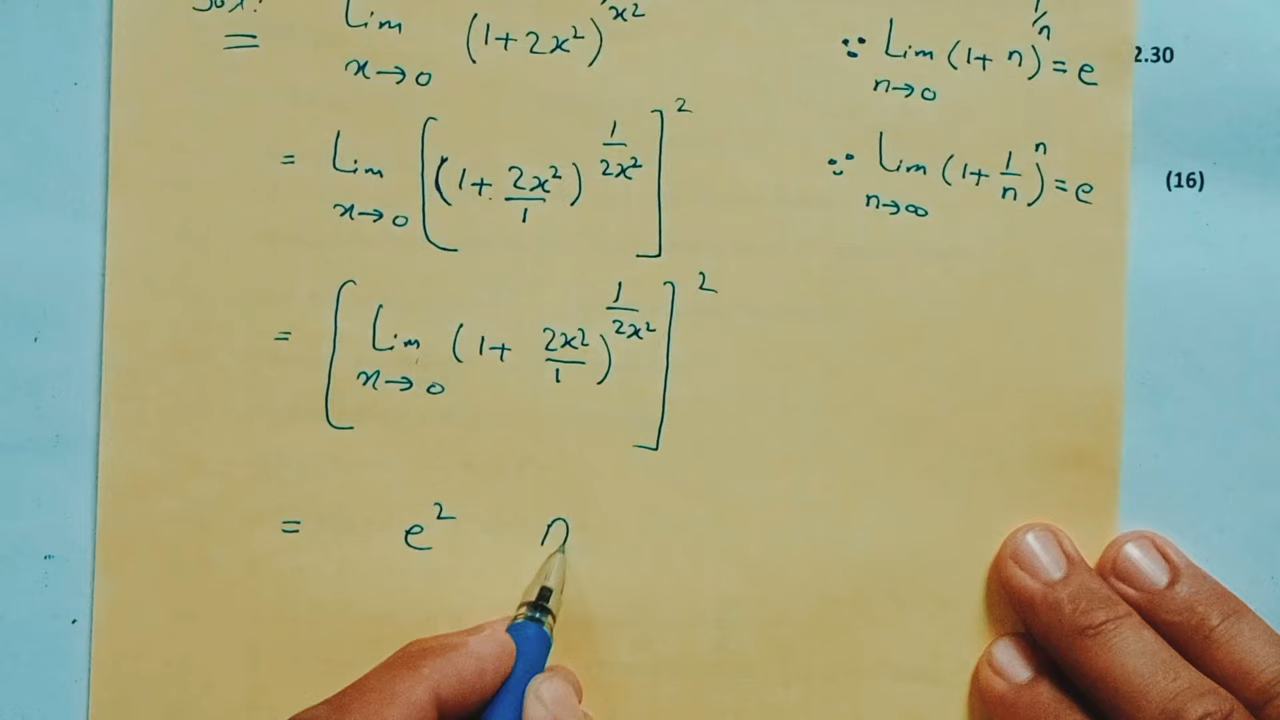 Sol:
= Lim x→0 (1+2x²)^x²
= Lim x→0 [(1+ 2x²/1)^1/2x²]²
= [Lim x→0 (1+ 2x²/1)^1/2x²]²
= e² n
∵ Lim n→0 (1+n)^1/n = e
∵ Lim n→∞ (1+ 1/n)^n = e
2.30
(16)